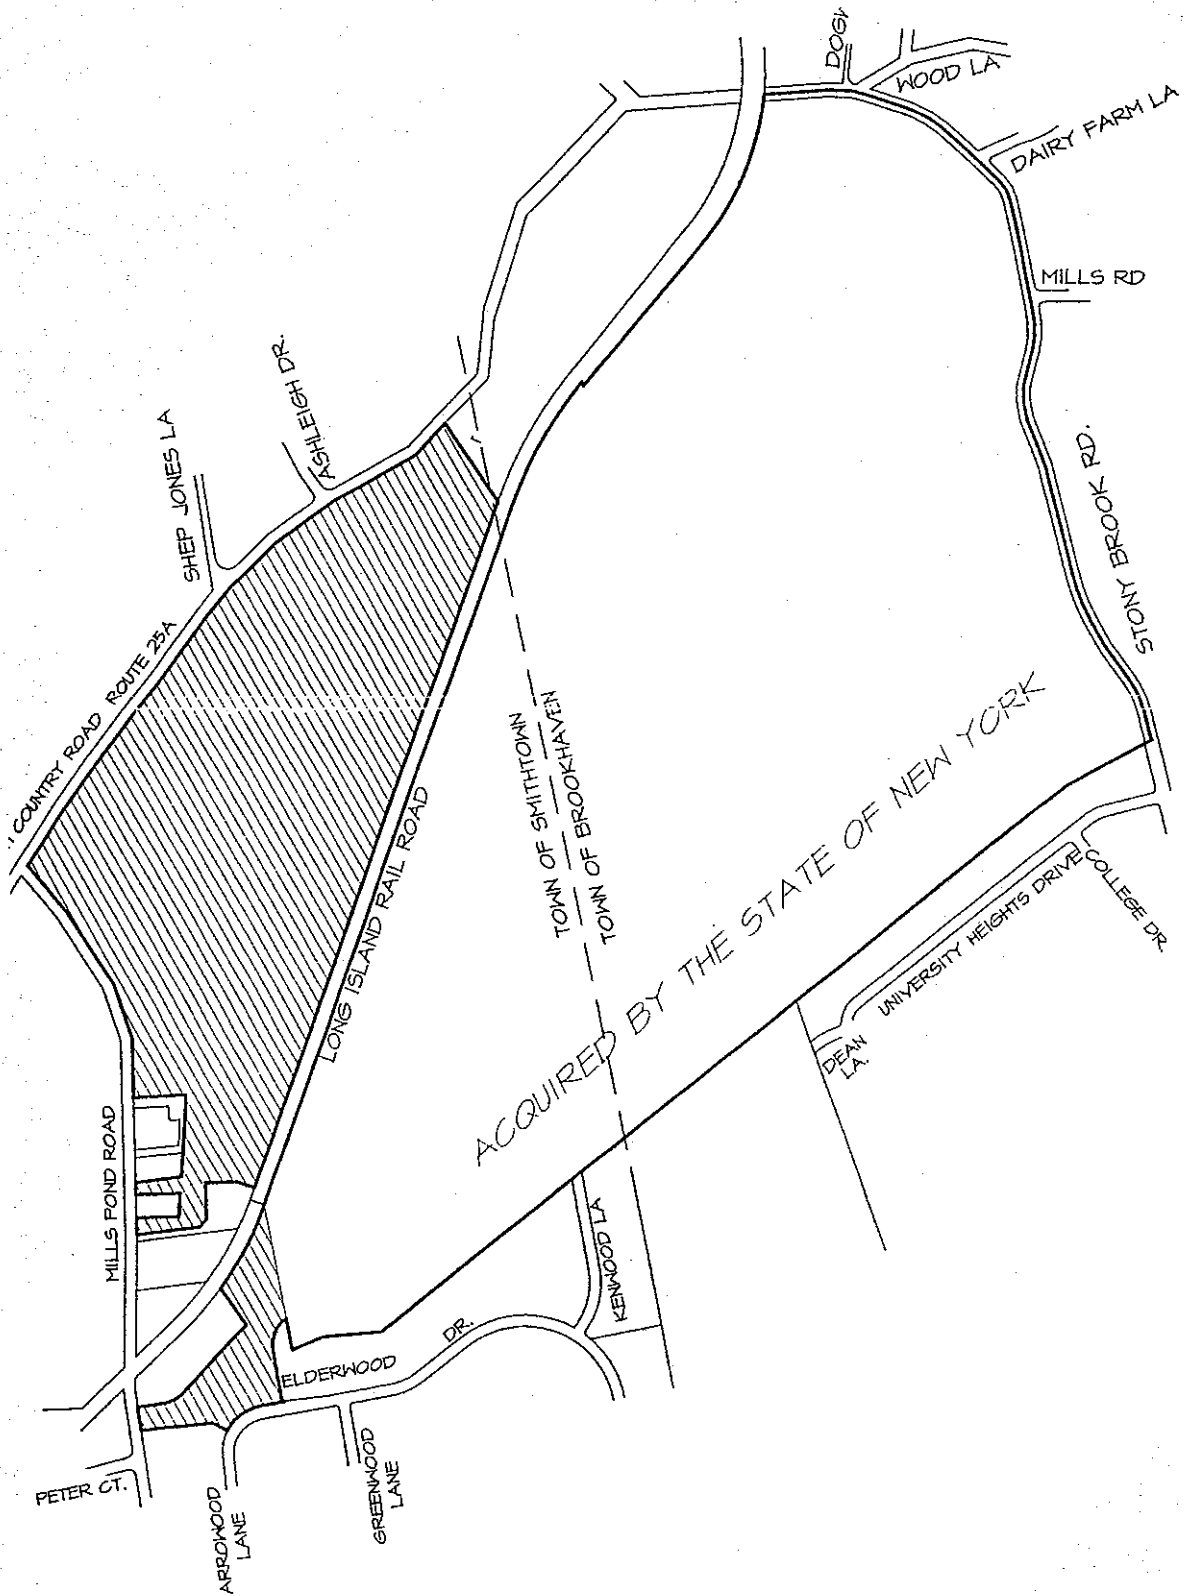 WOOD LA
DAIRY FARM LA
MILLS RD
ASHLEIGH DR.
SHEP JONES LA
STONY BROOK RD.
COUNTRY ROAD ROUTE 25A
LONG ISLAND RAIL ROAD
TOWN OF SMITHTOWN
TOWN OF BROOKHAVEN
ACQUIRED BY THE STATE OF NEW YORK
UNIVERSITY HEIGHTS DRIVE
COLLEGE DR.
DEAN
LA.
MILLS POND ROAD
KENWOOD LA
DR.
ELDERWOOD
PETER CT.
ARROWOOD
LANE
GREENWOOD
LANE